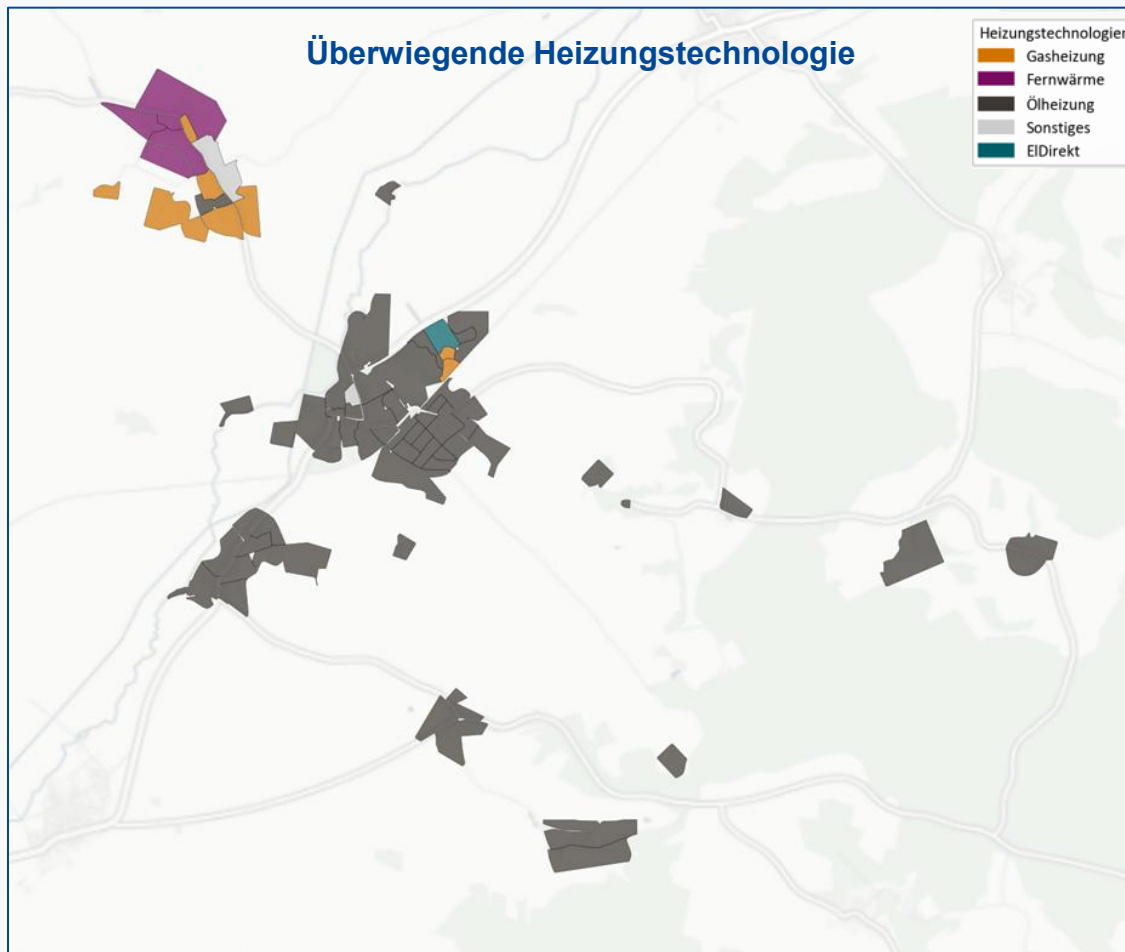 Überwiegende Heizungstechnologie
Heizungstechnologien
Gasheizung
Fernwärme
Ölheizung
Sonstiges
ElDirekt